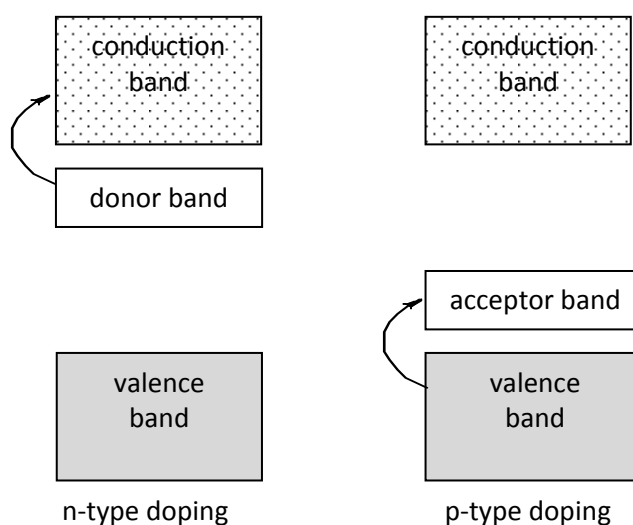 conduction
band
donor band
valence
band
n-type doping
conduction
band
acceptor band
valence
band
p-type doping